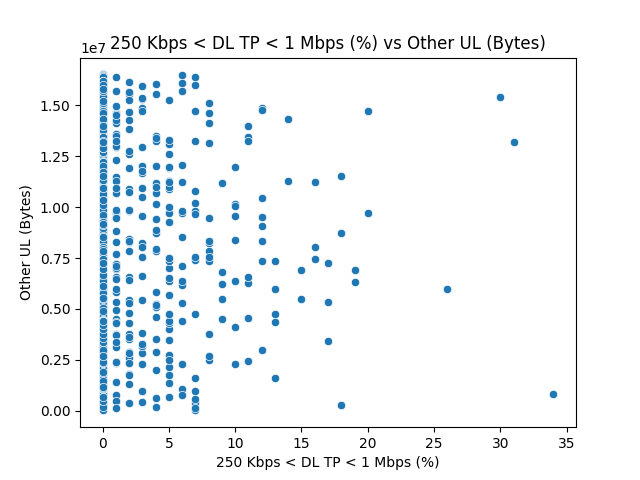 250 Kbps < DL TP < 1 Mbps (%) vs Other UL (Bytes)
1e7
1.50
1.25
1.00
0.75
0.50
0.25
0.00
Other UL (Bytes)
0 5 10 15 20 25 30 35
250 Kbps < DL TP < 1 Mbps (%)